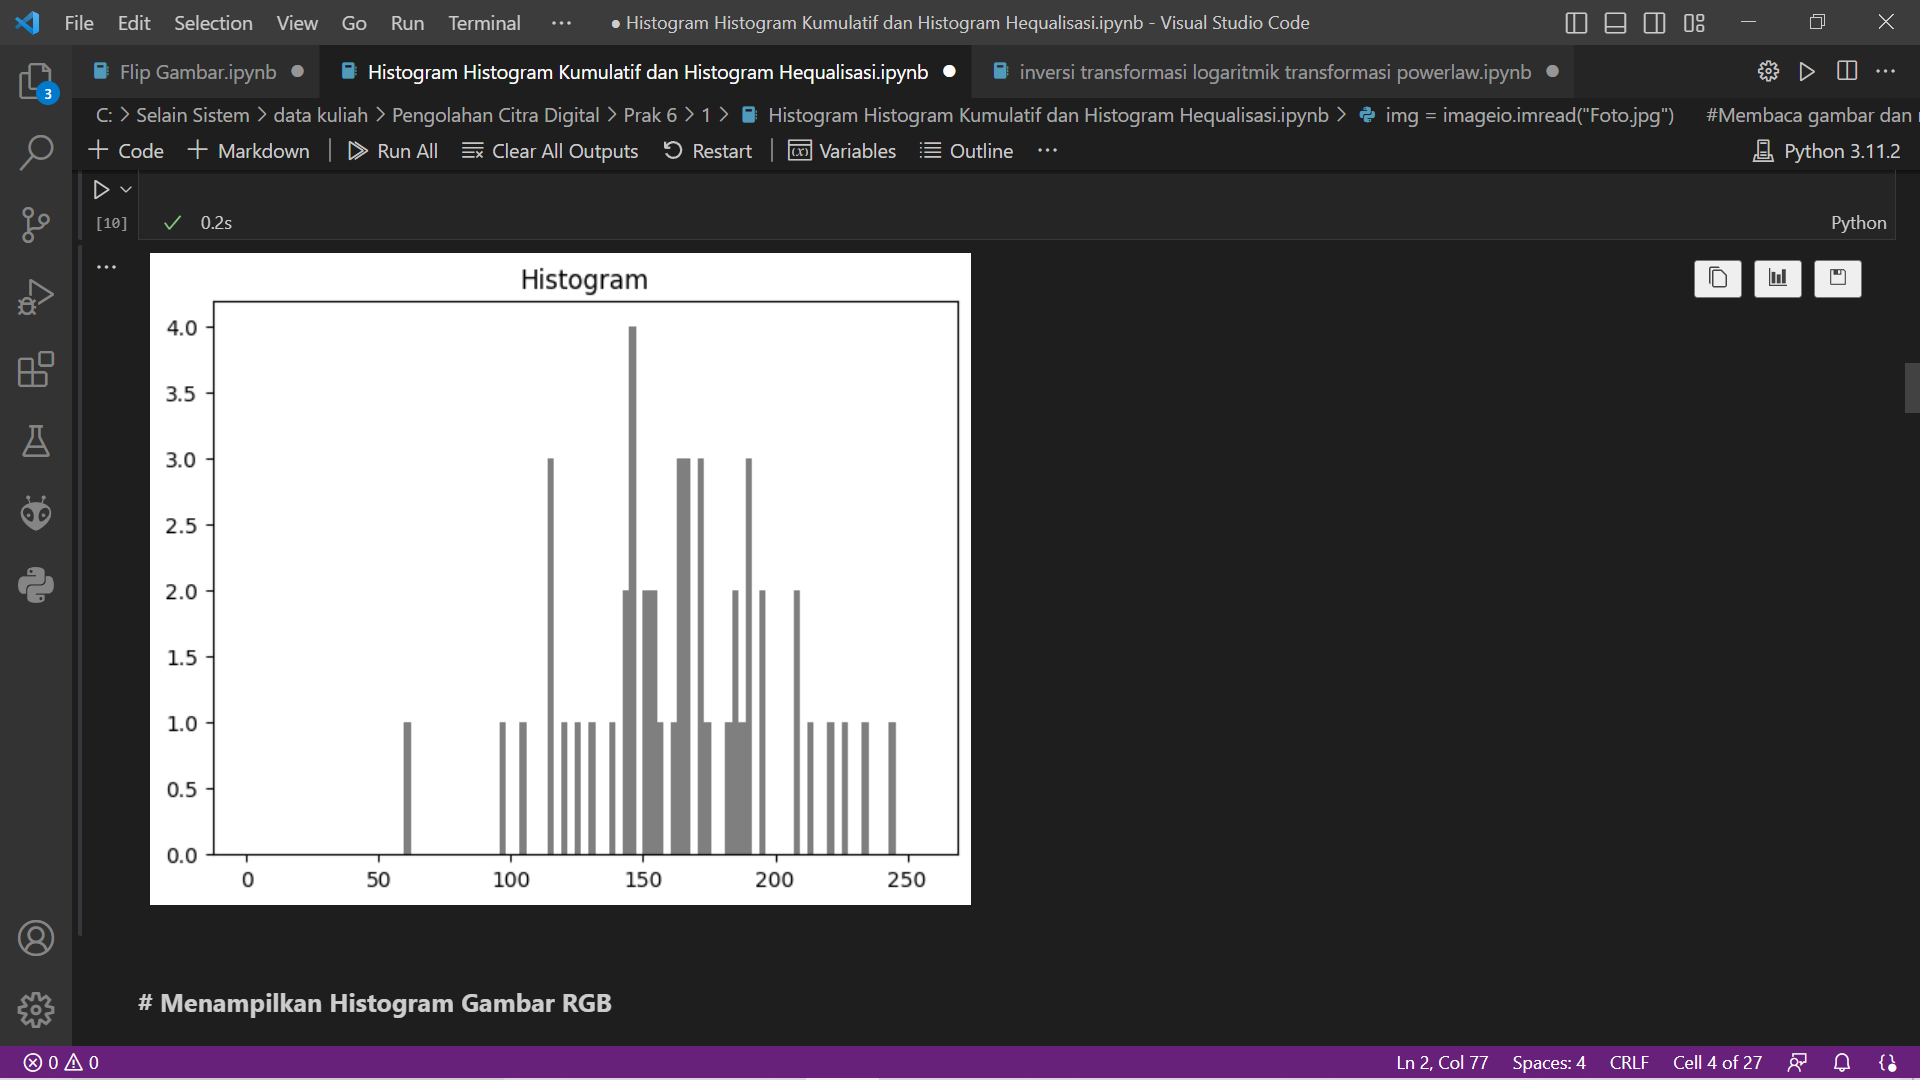 File Edit Selection View Go Run Terminal ··· ● Histogram Histogram Kumulatif dan Histogram Hequalisasi.ipynb - Visual Studio Code
Flip Gambar.ipynb Histogram Histogram Kumulatif dan Histogram Hequalisasi.ipynb inversi transformasi logaritmik transformasi powerlaw.ipynb
C: > Selain Sistem > data kuliah > Pengolahan Citra Digital > Prak 6 > 1 > Histogram Histogram Kumulatif dan Histogram Hequalisasi.ipynb > img = imageio.imread("Foto.jpg") #Membaca gambar dan
+ Code + Markdown Run All Clear All Outputs Restart Variables Outline ··· Python 3.11.2
3
[10] 0.2s Python
Histogram
4.0
3.5
3.0
2.5
2.0
1.5
1.0
0.5
0.0
0 50 100 150 200 250
# Menampilkan Histogram Gambar RGB
0 0 Ln 2, Col 77 Spaces: 4 CRLF Cell 4 of 27